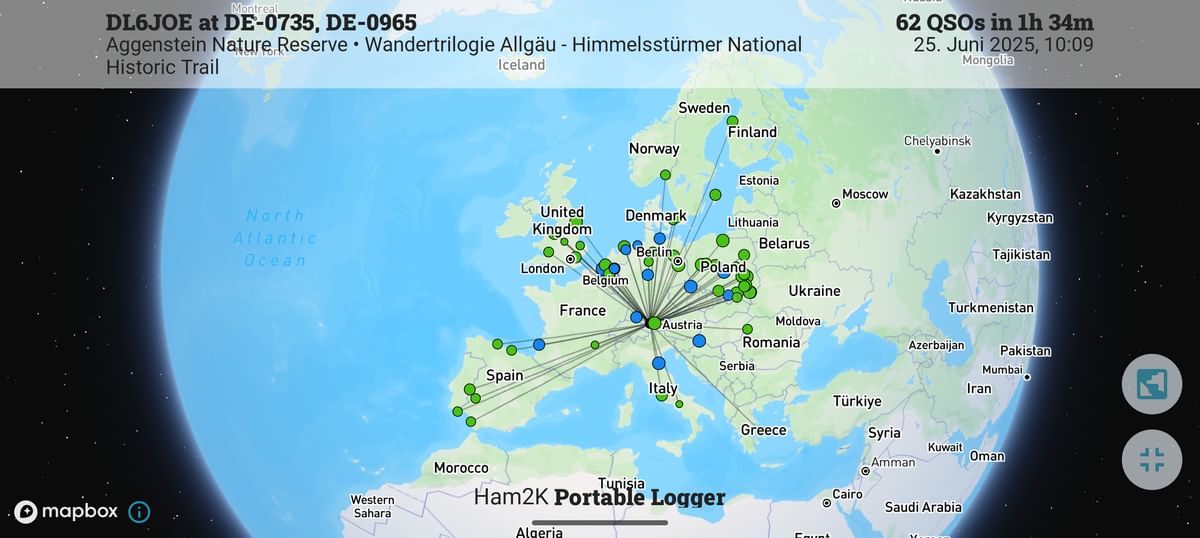 Montreal
DL6JOE at DE-0735, DE-0965
62 QSOs in 1h 34m
Aggenstein Nature Reserve • Wandertrilogie Allgäu - Himmelsstürmer National
Historic Trail
25. Juni 2025, 10:09
New York
Iceland
Mongolia
Sweden
Finland
Norway
Chelyabinsk
Estonia
Moscow
Kazakhstan
United
Kingdom
Denmark
Lithuania
Kyrgyzstan
North
Atlantic
Ocean
Berlin
Belarus
Tajikistan
London
Poland
Belgium
Ukraine
France
Turkmenistan
Austria
Moldova
Romania
Azerbaijan
Pakistan
Serbia
Mumbai
Spain
Italy
Iran
Türkiye
Greece
Syria
Kuwait
Oman
Morocco
Amman
Tunisia
Western
Sahara
Ham2K Portable Logger
Cairo
Saudi Arabia
mapbox
Algeria
Egypt